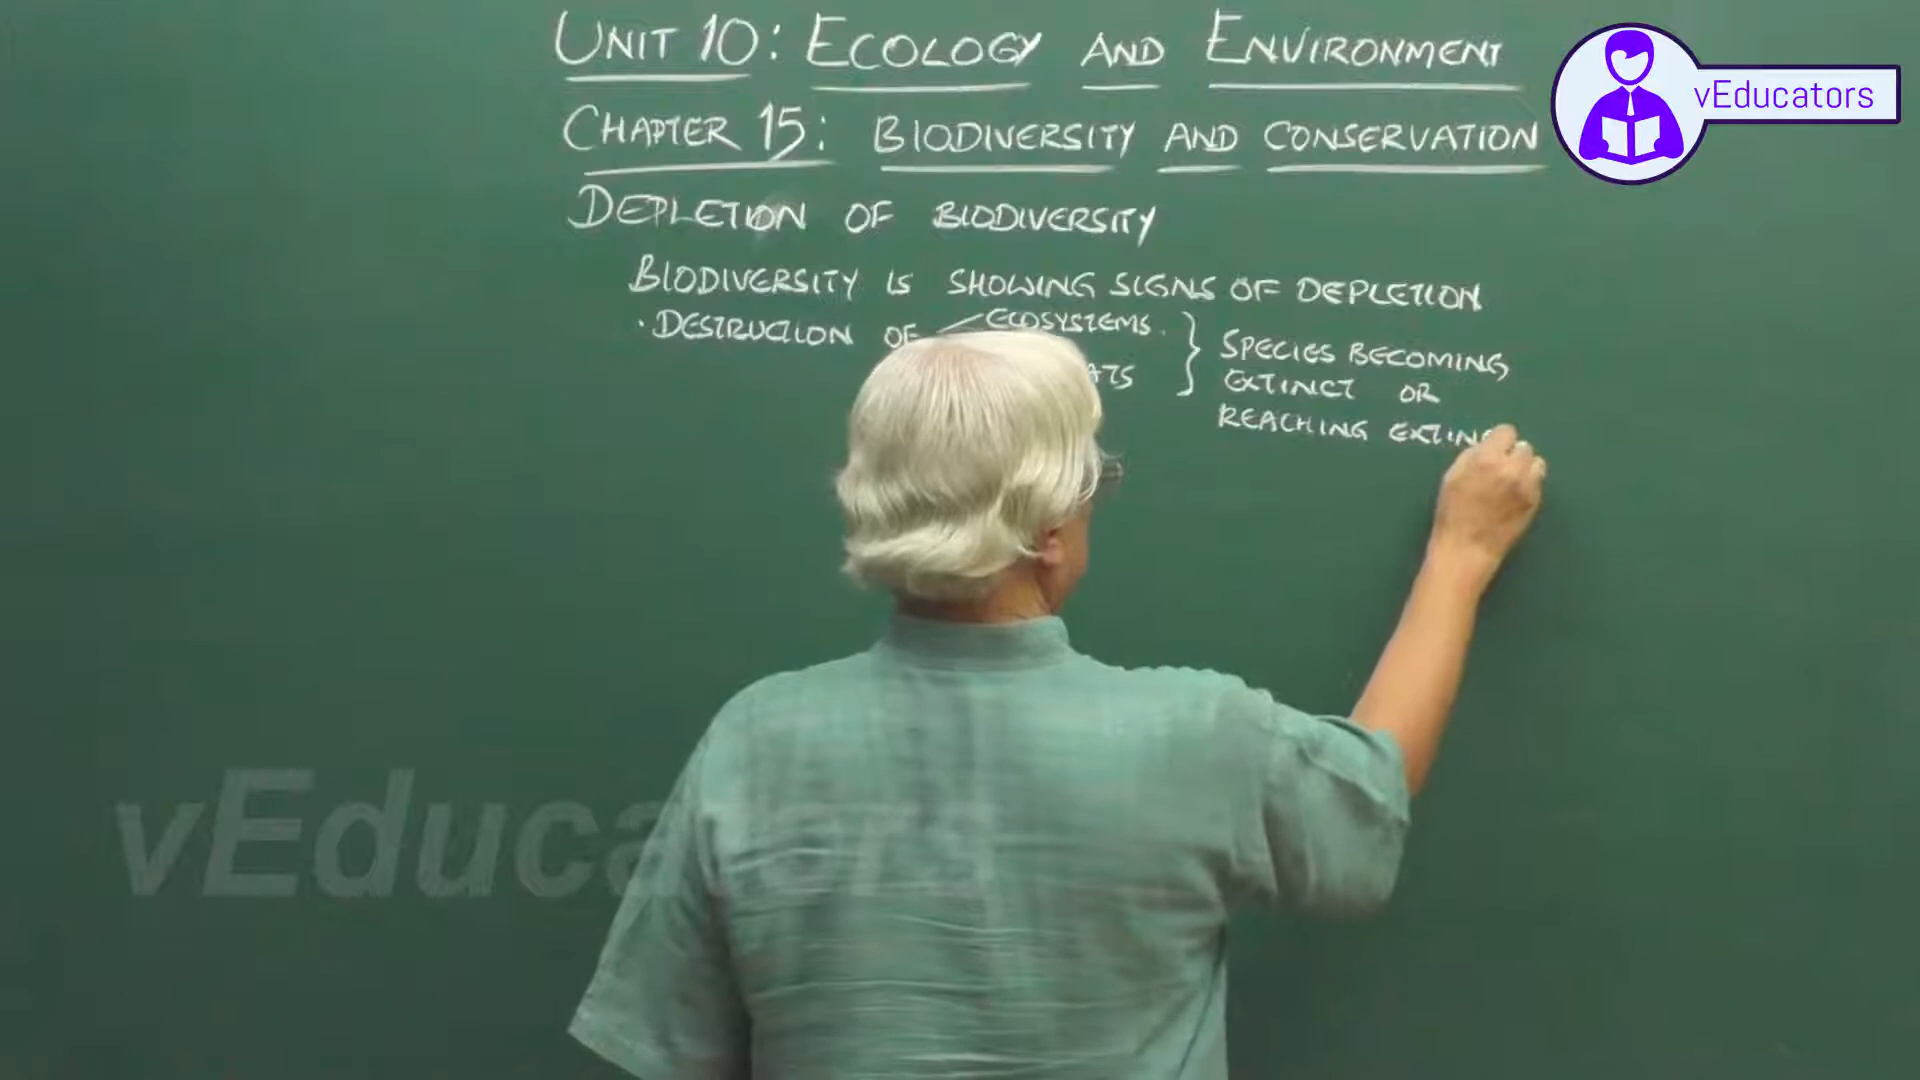 UNIT 10: ECOLOGY AND ENVIRONMENT
CHAPTER 15: BIODIVERSITY AND CONSERVATION
vEducators
DEPLETION OF BIODIVERSITY
BIODIVERSITY IS SHOWING SIGNS OF DEPLETION
· DESTRUCTION OF ECOSYSTEMS.
SPECIES BECOMING
EXTINCT OR
REACHING
vEducators